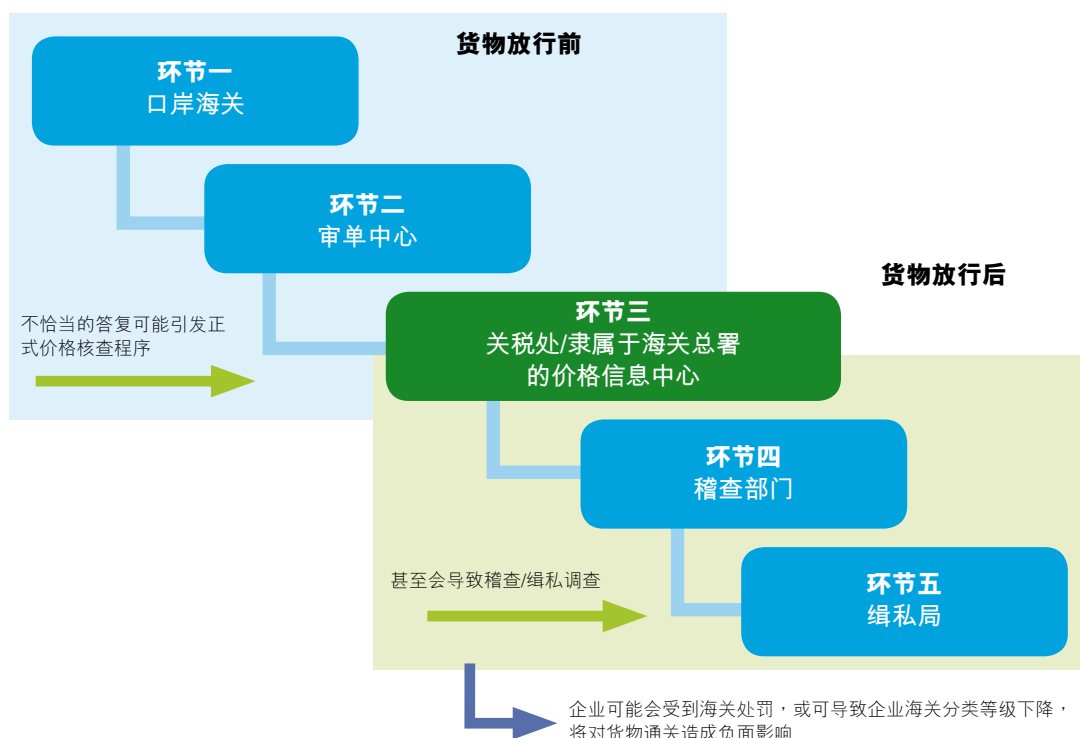 货物放行前
环节一
口岸海关
环节二
审单中心
货物放行后
环节三
关税处/隶属于海关总署
的价格信息中心
不恰当的答复可能引发正
式价格核查程序
环节四
稽查部门
甚至会导致稽查/缉私调查
环节五
缉私局
企业可能会受到海关处罚，或可导致企业海关分类等级下降，
将对货物通关造成负面影响